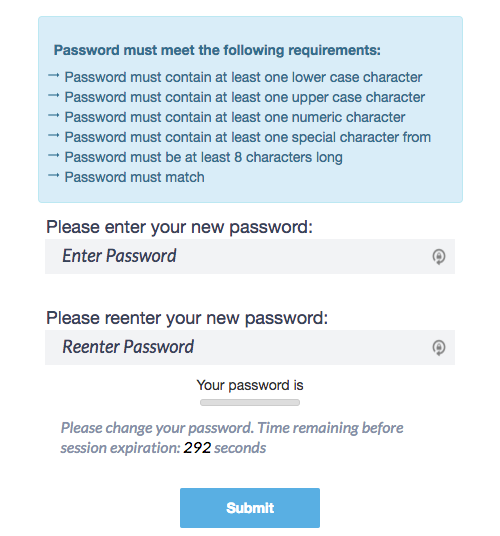 Password must meet the following requirements:
→ Password must contain at least one lower case character
→ Password must contain at least one upper case character
→ Password must contain at least one numeric character
→ Password must contain at least one special character from
→ Password must be at least 8 characters long
→ Password must match
Please enter your new password:
Enter Password
Please reenter your new password:
Reenter Password
Your password is
Please change your password. Time remaining before
session expiration: 292 seconds
Submit